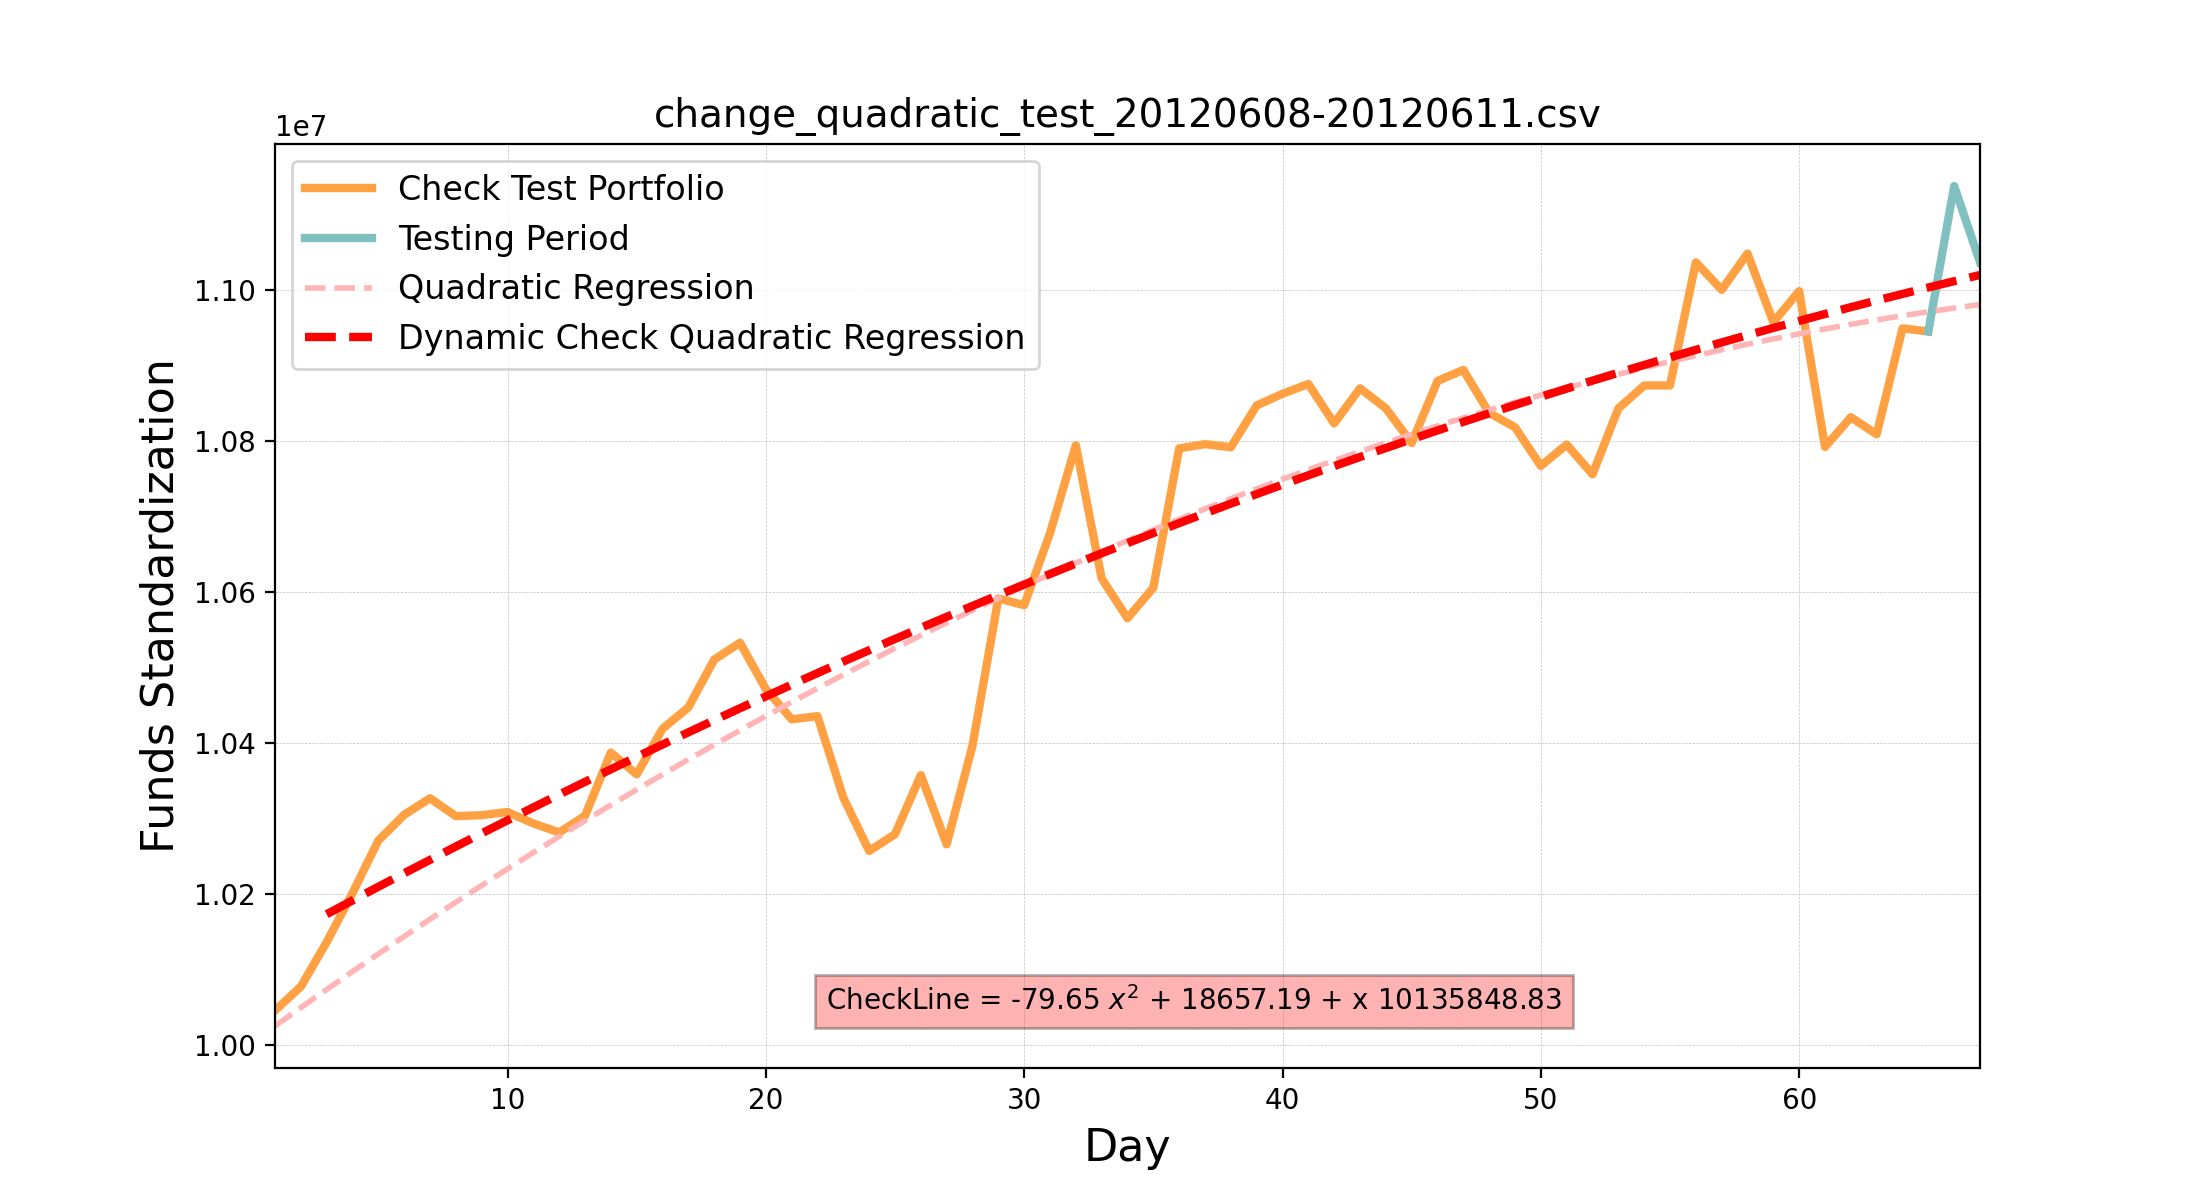 change_quadratic_test_20120608-20120611.csv
1e7
Check Test Portfolio
Testing Period
Quadratic Regression
Dynamic Check Quadratic Regression
1.10
1.08
1.06
1.04
1.02
1.00
Funds Standardization
CheckLine = -79.65 x² + 18657.19 + x 10135848.83
10 20 30 40 50 60
Day